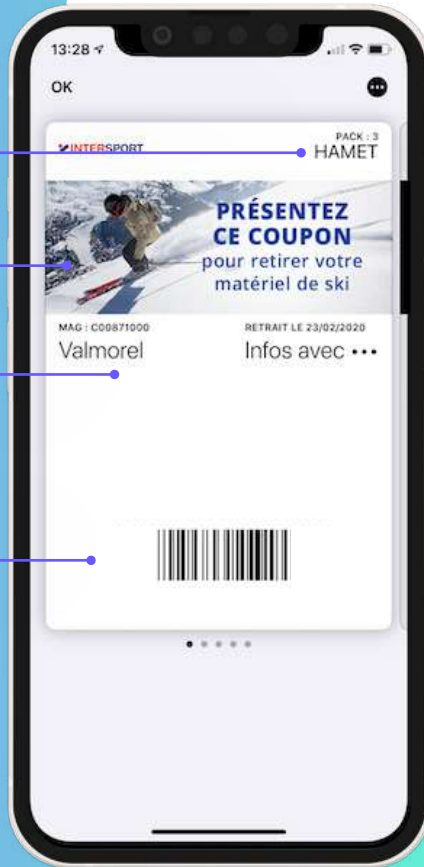 13:28
OK
INTERSPORT
PACK : 3
HAMET
PRÉSENTEZ
CE COUPON
pour retirer votre
matériel de ski
MAG : C00871000
RETRAIT LE 23/02/2020
Valmorel
Infos avec •••